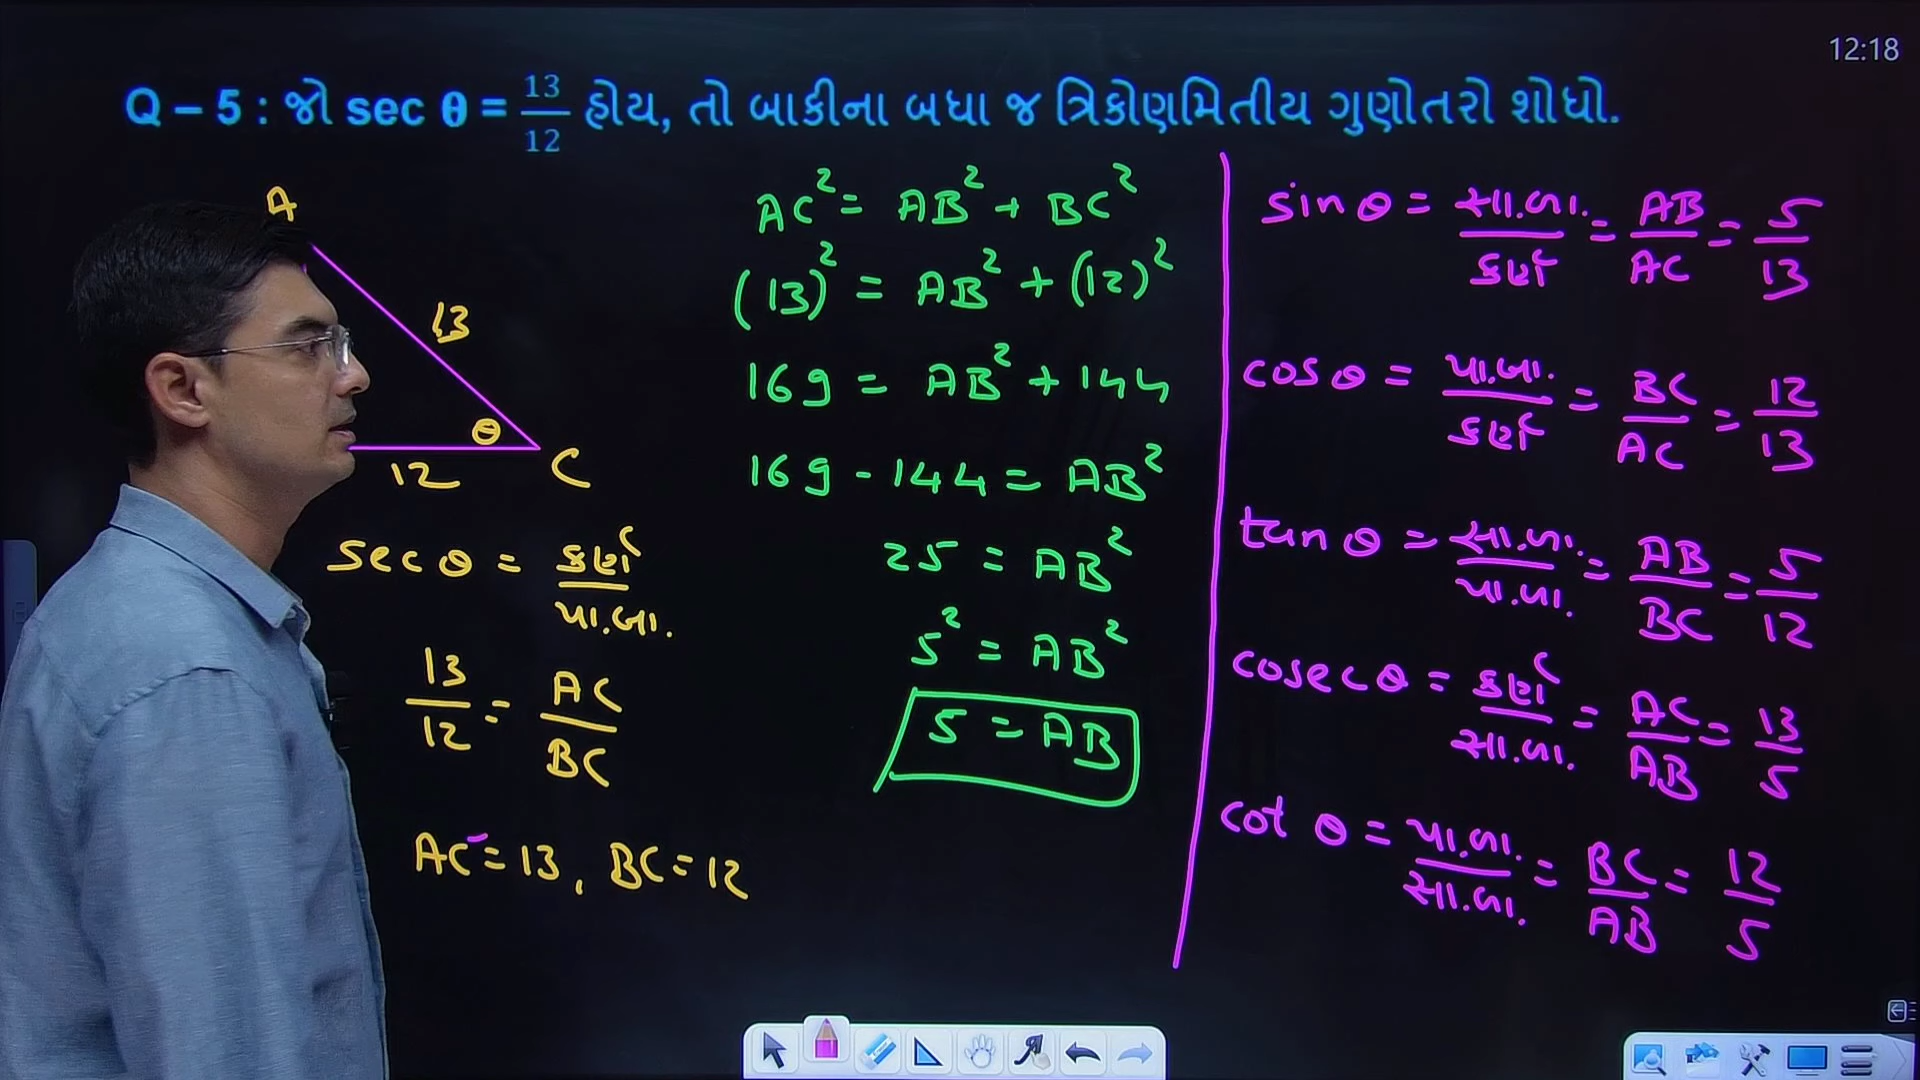 12:18
Q – 5 : જો sec θ = 13/12 હોય, તો બાકીના બધા જ ત્રિકોણમિતીય ગુણોતરો શોધો.
A
13
θ
12
C
sec θ = કર્ણ / પા.બા.
13/12 = AC/BC
AC = 13, BC = 12
AC² = AB² + BC²
(13)² = AB² + (12)²
169 = AB² + 144
169 - 144 = AB²
25 = AB²
5² = AB²
5 = AB
sin θ = સા.બા. / કર્ણ = AB/AC = 5/13
cos θ = પા.બા. / કર્ણ = BC/AC = 12/13
tan θ = સા.બા. / પા.બા. = AB/BC = 5/12
cosec θ = કર્ણ / સા.બા. = AC/AB = 13/5
cot θ = પા.બા. / સા.બા. = BC/AB = 12/5